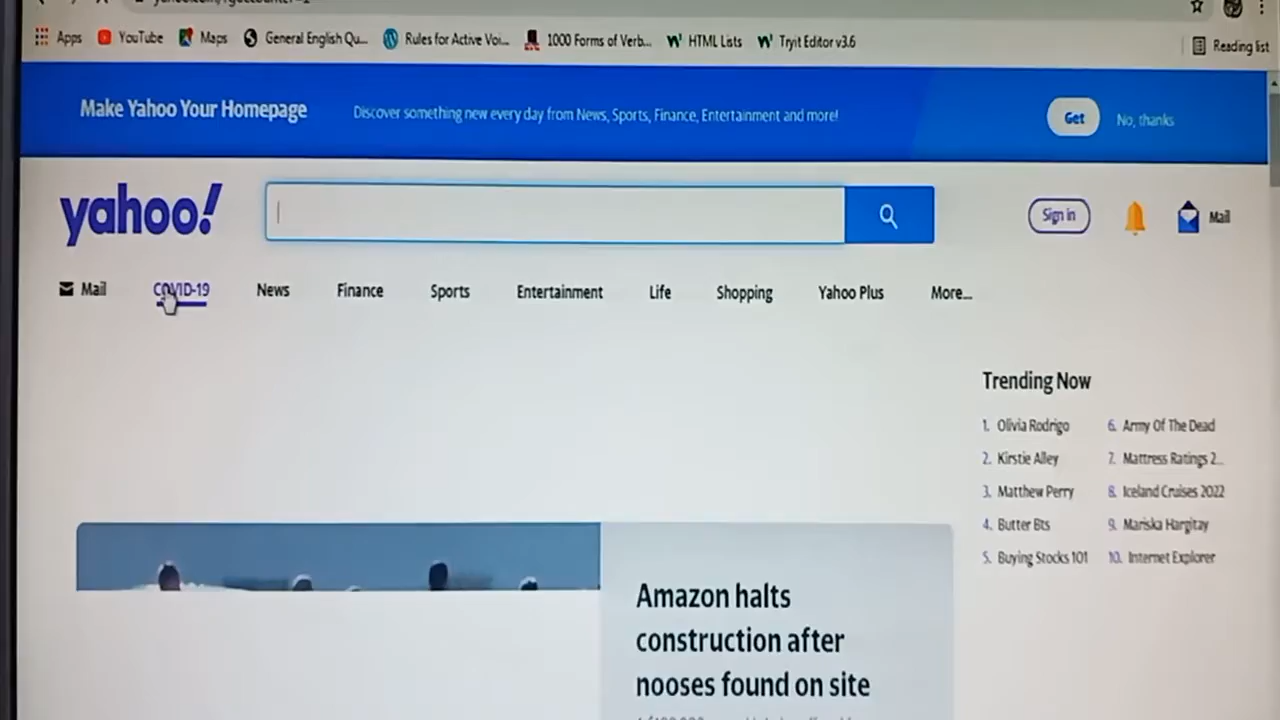 Apps YouTube Maps General English Qu... Rules for Active Voi... 1000 Forms of Verb... HTML Lists Tryit Editor v3.6 Reading list
Make Yahoo Your Homepage Discover something new every day from News, Sports, Finance, Entertainment and more! Get No, thanks
yahoo! Sign in Mail
Mail COVID-19 News Finance Sports Entertainment Life Shopping Yahoo Plus More...
Trending Now
1. Olivia Rodrigo 6. Army Of The Dead
2. Kirstie Alley 7. Mattress Ratings 2...
3. Matthew Perry 8. Iceland Cruises 2022
4. Butter Bts 9. Mariska Hargitay
5. Buying Stocks 101 10. Internet Explorer
Amazon halts
construction after
nooses found on site